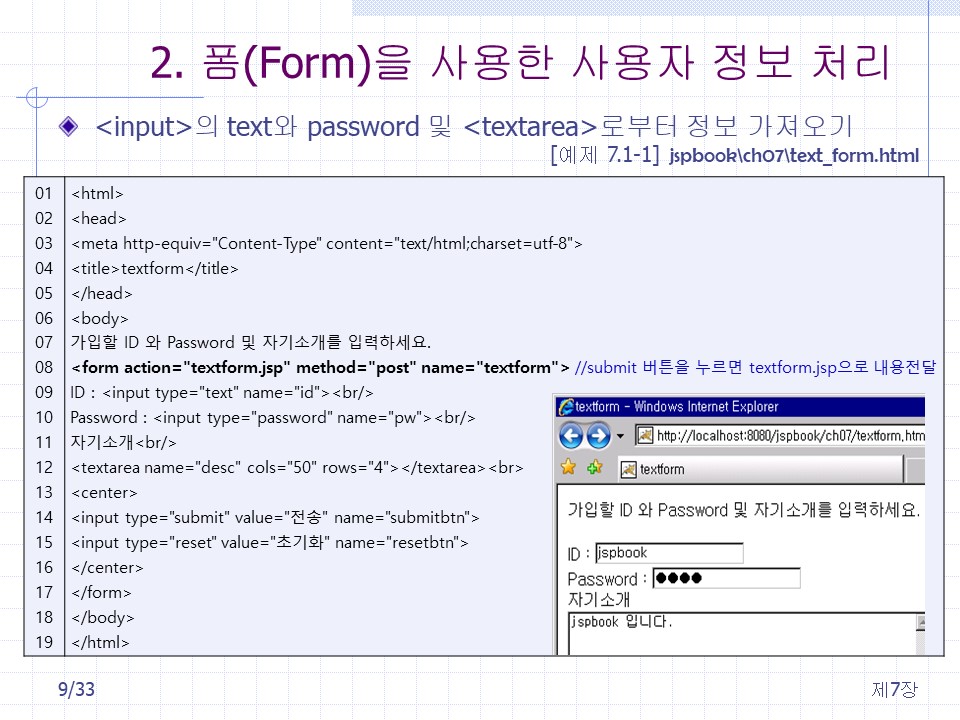 2. 폼(Form)을 사용한 사용자 정보 처리
<input>의 text와 password 및 <textarea>로부터 정보 가져오기
[예제 7.1-1] jspbook\ch07\text_form.html
01 <html>
02 <head>
03 <meta http-equiv="Content-Type" content="text/html;charset=utf-8">
04 <title>textform</title>
05 </head>
06 <body>
07 가입할 ID 와 Password 및 자기소개를 입력하세요.
08 <form action="textform.jsp" method="post" name="textform"> //submit 버튼을 누르면 textform.jsp으로 내용전달
09 ID : <input type="text" name="id"><br/>
10 Password : <input type="password" name="pw"><br/>
11 자기소개<br/>
12 <textarea name="desc" cols="50" rows="4"></textarea><br>
13 <center>
14 <input type="submit" value="전송" name="submitbtn">
15 <input type="reset" value="초기화" name="resetbtn">
16 </center>
17 </form>
18 </body>
19 </html>
textform - Windows Internet Explorer
http://localhost:8080/jspbook/ch07/textform.htm
textform
가입할 ID 와 Password 및 자기소개를 입력하세요.
ID : jspbook
Password : ●●●●
자기소개
jspbook 입니다.
9/33
제7장